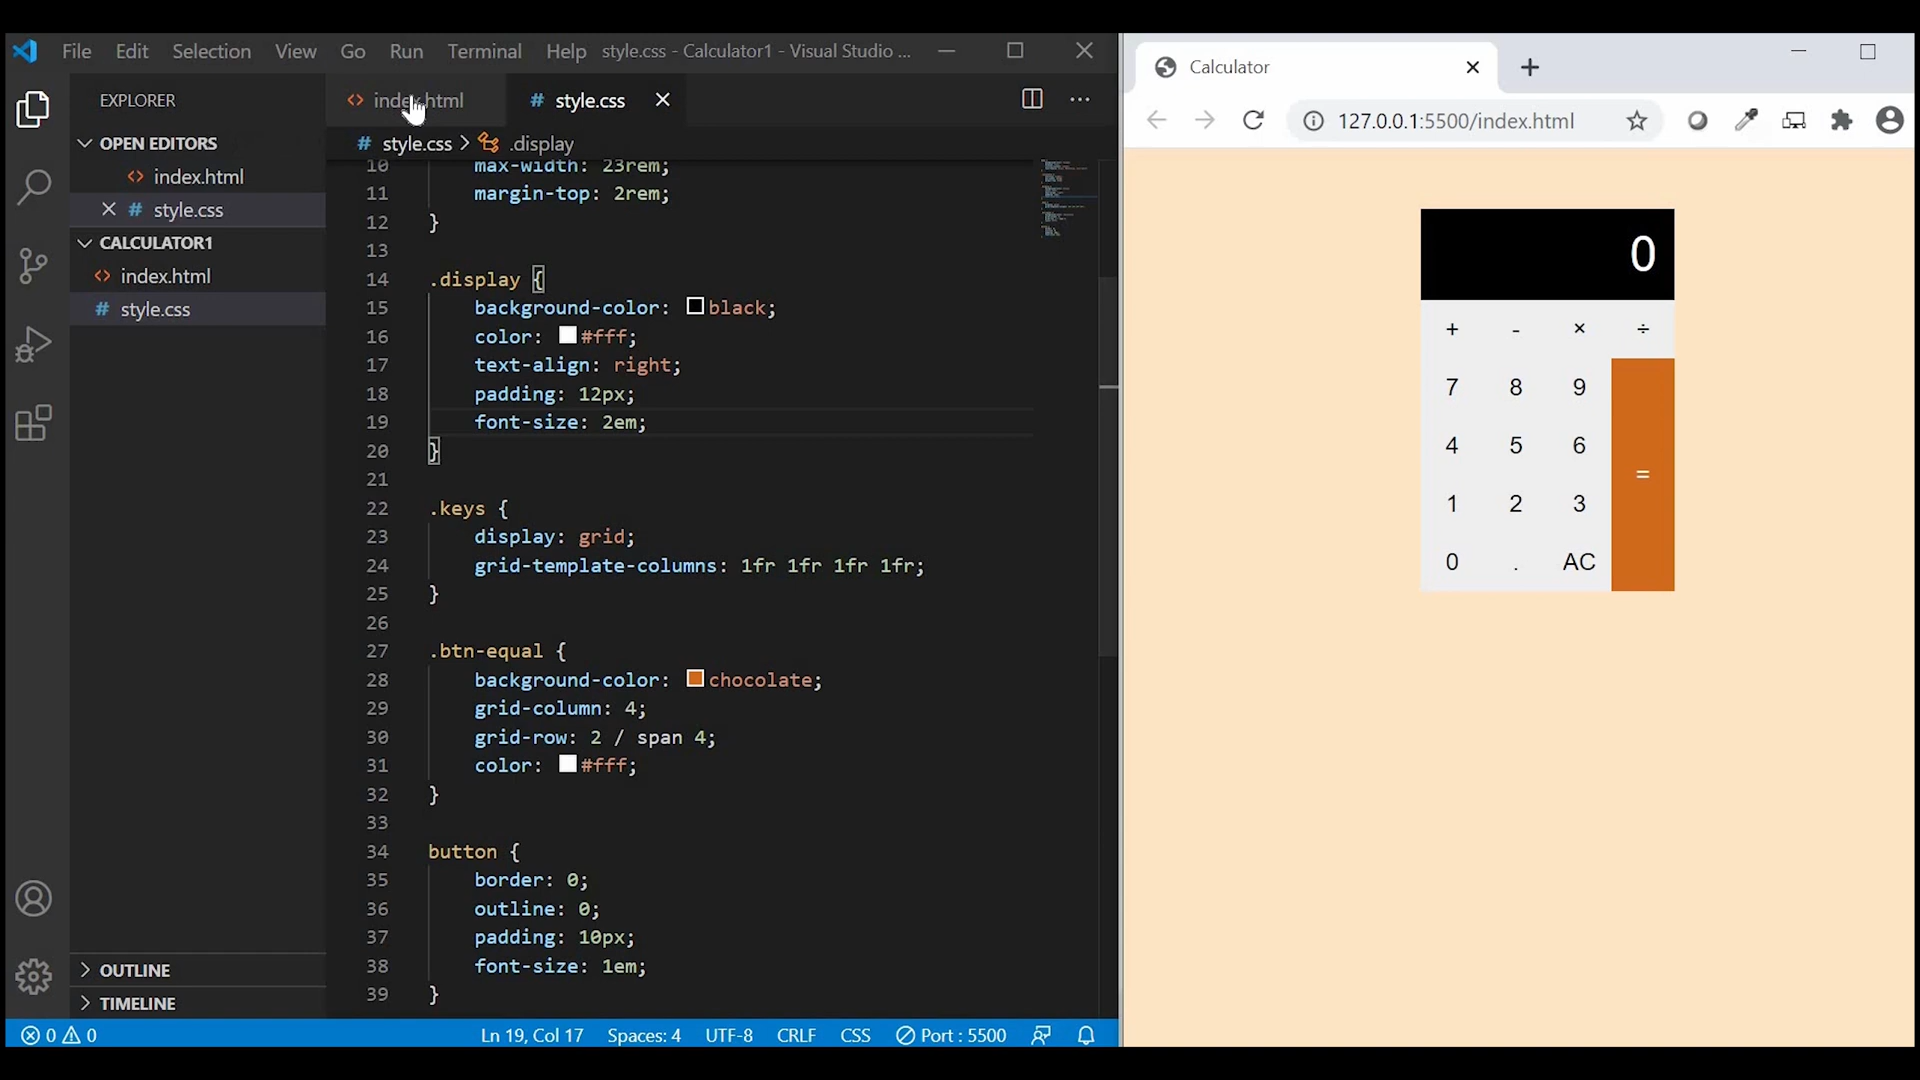 File Edit Selection View Go Run Terminal Help style.css - Calculator1 - Visual Studio ...
EXPLORER
OPEN EDITORS
index.html
style.css
CALCULATOR1
index.html
style.css
OUTLINE
TIMELINE
index.html
style.css
style.css > .display
10 max-width: 23rem;
11 margin-top: 2rem;
12 }
13
14 .display {
15 background-color: black;
16 color: #fff;
17 text-align: right;
18 padding: 12px;
19 font-size: 2em;
20 }
21
22 .keys {
23 display: grid;
24 grid-template-columns: 1fr 1fr 1fr 1fr;
25 }
26
27 .btn-equal {
28 background-color: chocolate;
29 grid-column: 4;
30 grid-row: 2 / span 4;
31 color: #fff;
32 }
33
34 button {
35 border: 0;
36 outline: 0;
37 padding: 10px;
38 font-size: 1em;
39 }
0 0 Ln 19, Col 17 Spaces: 4 UTF-8 CRLF CSS Port : 5500
Calculator
127.0.0.1:5500/index.html
0
+ - × ÷
7 8 9
4 5 6
=
1 2 3
0 . AC